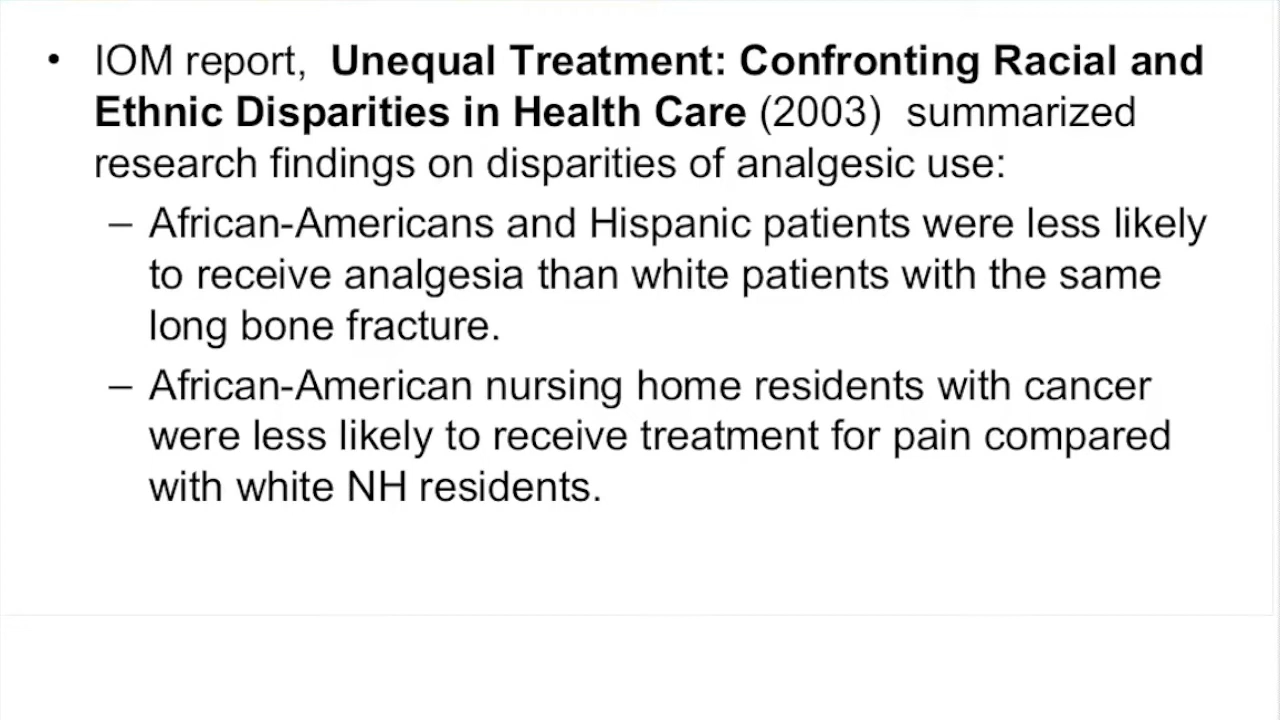 • IOM report, Unequal Treatment: Confronting Racial and
Ethnic Disparities in Health Care (2003) summarized
research findings on disparities of analgesic use:
– African-Americans and Hispanic patients were less likely
to receive analgesia than white patients with the same
long bone fracture.
– African-American nursing home residents with cancer
were less likely to receive treatment for pain compared
with white NH residents.